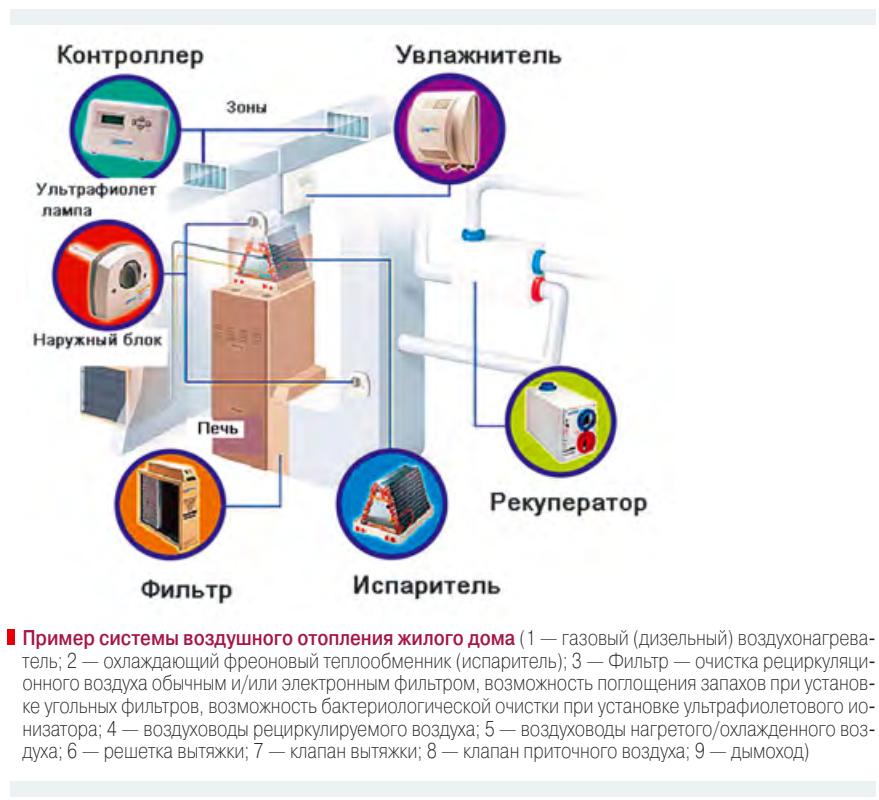 Контроллер
Увлажнитель
Зоны
Ультрафиолет
лампа
Наружный блок
Печь
Рекуператор
Фильтр
Испаритель
Пример системы воздушного отопления жилого дома (1 — газовый (дизельный) воздухонагрева-
тель; 2 — охлаждающий фреоновый теплообменник (испаритель); 3 — Фильтр — очистка рециркуляци-
онного воздуха обычным и/или электронным фильтром, возможность поглощения запахов при установ-
ке угольных фильтров, возможность бактериологической очистки при установке ультрафиолетового ио-
низатора; 4 — воздуховоды рециркулируемого воздуха; 5 — воздуховоды нагретого/охлажденного воз-
духа; 6 — решетка вытяжки; 7 — клапан вытяжки; 8 — клапан приточного воздуха; 9 — дымоход)